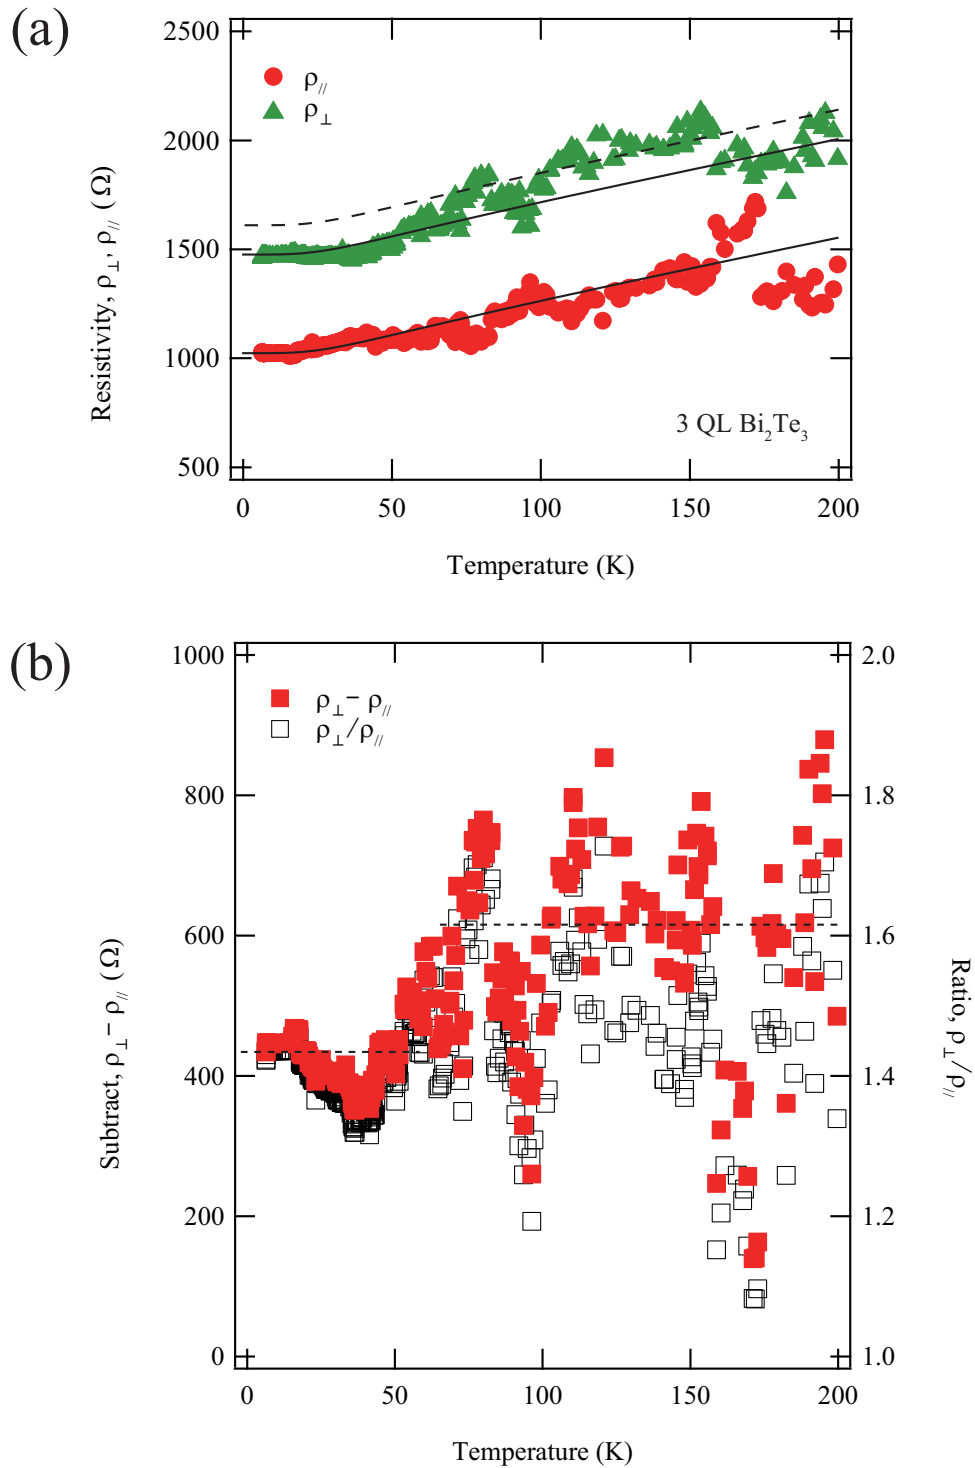 (a)
2500
2000
1500
1000
500
Resistivity, ρ⊥, ρ// (Ω)
ρ//
ρ⊥
3 QL Bi₂Te₃
0 50 100 150 200
Temperature (K)
(b)
1000
800
600
400
200
0
Subtract, ρ⊥ − ρ// (Ω)
ρ⊥ − ρ//
ρ⊥/ρ//
2.0
1.8
1.6
1.4
1.2
1.0
Ratio, ρ⊥/ρ//
0 50 100 150 200
Temperature (K)